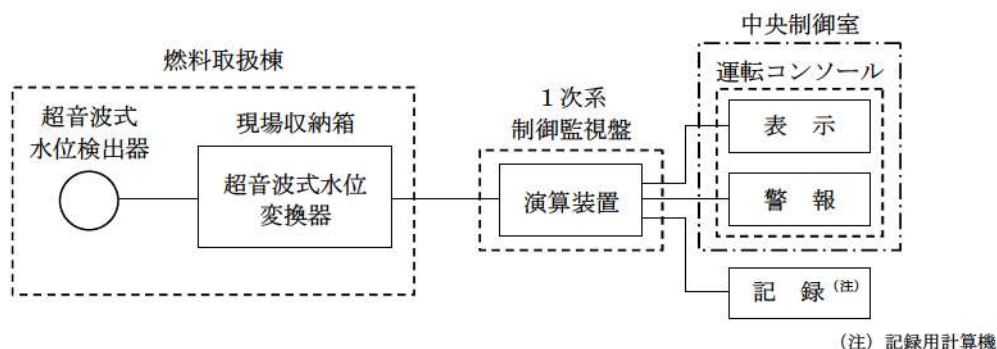 中央制御室
燃料取扱棟
運転コンソール
超音波式
水位検出器
現場収納箱
1次系
制御監視盤
表 示
超音波式水位
変換器
演算装置
警 報
記 録(注)
(注) 記録用計算機